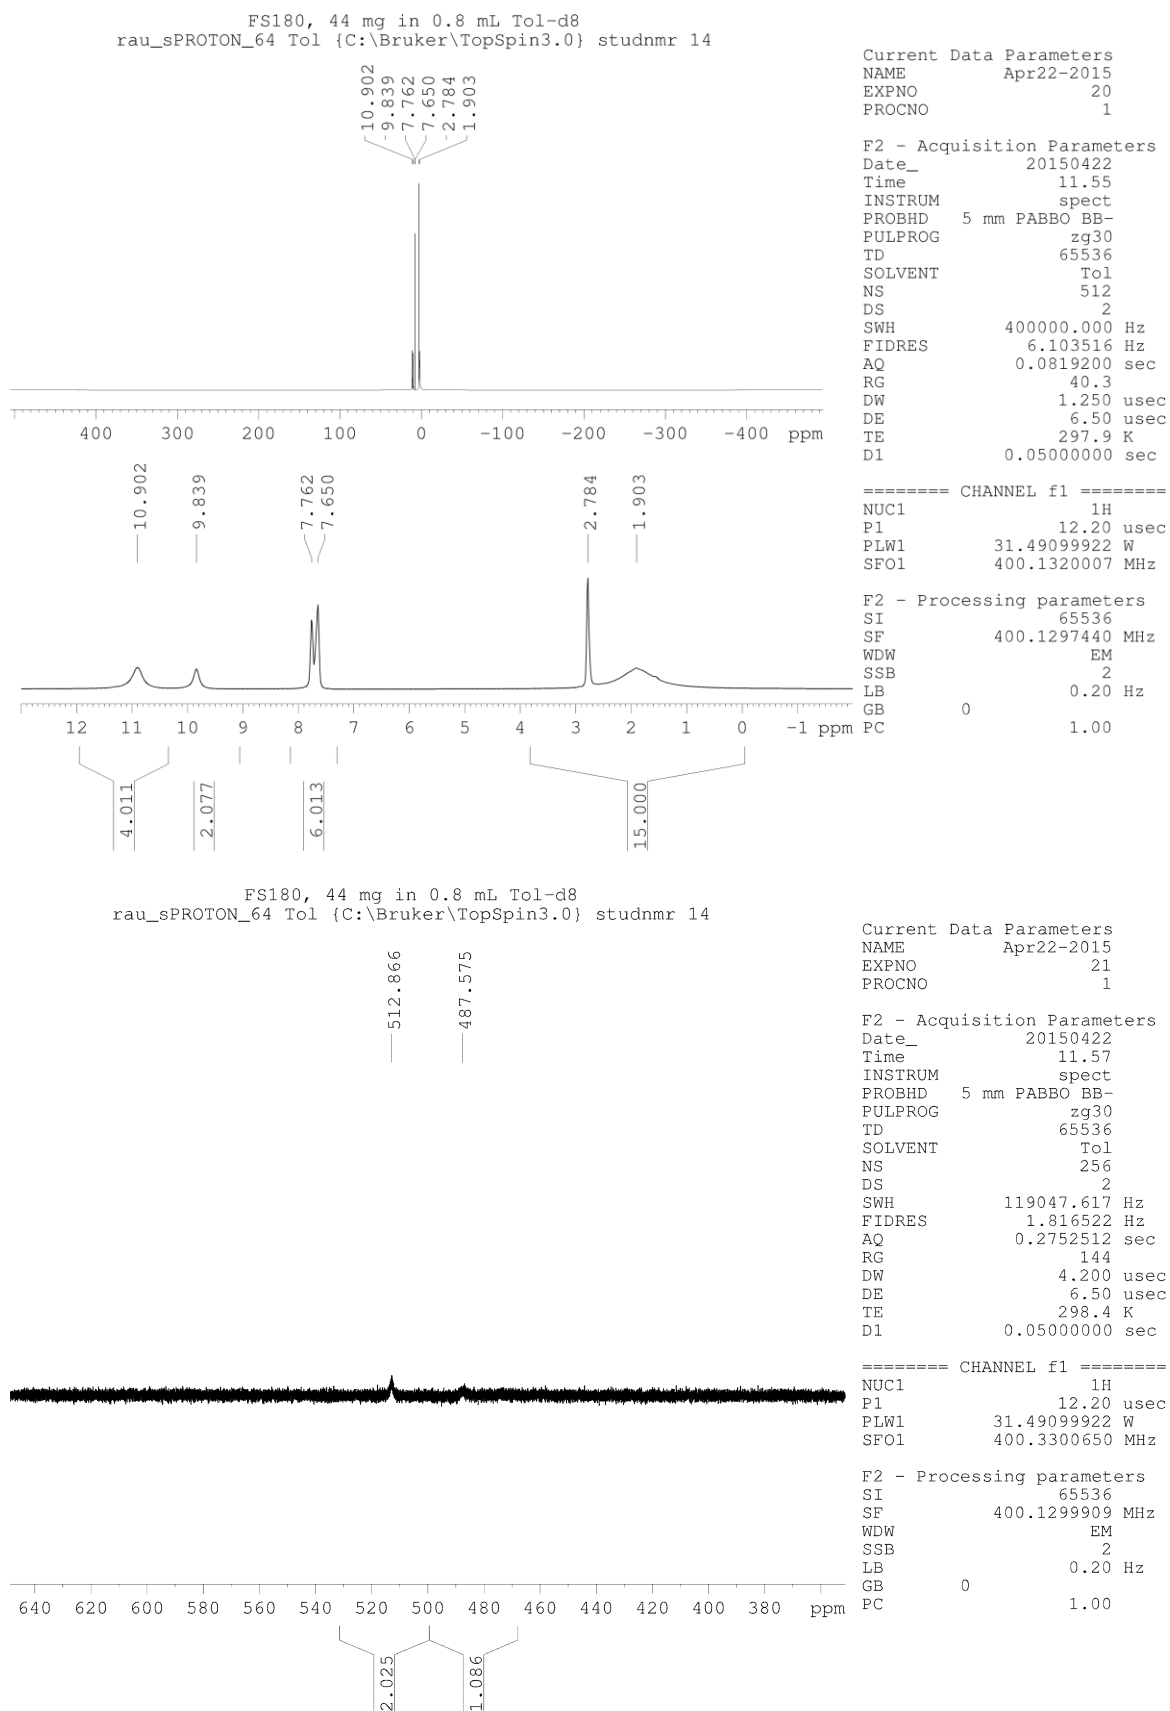 FS180, 44 mg in 0.8 mL Tol-d8
rau_sPROTON_64 Tol {C:\Bruker\TopSpin3.0} studnmr 14
10.902
9.839
7.762
7.650
2.784
1.903
400 300 200 100 0 -100 -200 -300 -400 ppm
10.902
9.839
7.762
7.650
2.784
1.903
12 11 10 9 8 7 6 5 4 3 2 1 0 -1 ppm
4.011
2.077
6.013
15.000
Current Data Parameters
NAME Apr22-2015
EXPNO 20
PROCNO 1
F2 - Acquisition Parameters
Date_ 20150422
Time 11.55
INSTRUM spect
PROBHD 5 mm PABBO BB-
PULPROG zg30
TD 65536
SOLVENT Tol
NS 512
DS 2
SWH 400000.000 Hz
FIDRES 6.103516 Hz
AQ 0.0819200 sec
RG 40.3
DW 1.250 usec
DE 6.50 usec
TE 297.9 K
D1 0.05000000 sec
======== CHANNEL f1 ========
NUC1 1H
P1 12.20 usec
PLW1 31.49099922 W
SFO1 400.1320007 MHz
F2 - Processing parameters
SI 65536
SF 400.1297440 MHz
WDW EM
SSB 2
LB 0.20 Hz
GB 0
PC 1.00
FS180, 44 mg in 0.8 mL Tol-d8
rau_sPROTON_64 Tol {C:\Bruker\TopSpin3.0} studnmr 14
512.866
487.575
640 620 600 580 560 540 520 500 480 460 440 420 400 380 ppm
2.025
1.086
Current Data Parameters
NAME Apr22-2015
EXPNO 21
PROCNO 1
F2 - Acquisition Parameters
Date_ 20150422
Time 11.57
INSTRUM spect
PROBHD 5 mm PABBO BB-
PULPROG zg30
TD 65536
SOLVENT Tol
NS 256
DS 2
SWH 119047.617 Hz
FIDRES 1.816522 Hz
AQ 0.2752512 sec
RG 144
DW 4.200 usec
DE 6.50 usec
TE 298.4 K
D1 0.05000000 sec
======== CHANNEL f1 ========
NUC1 1H
P1 12.20 usec
PLW1 31.49099922 W
SFO1 400.3300650 MHz
F2 - Processing parameters
SI 65536
SF 400.1299909 MHz
WDW EM
SSB 2
LB 0.20 Hz
GB 0
PC 1.00